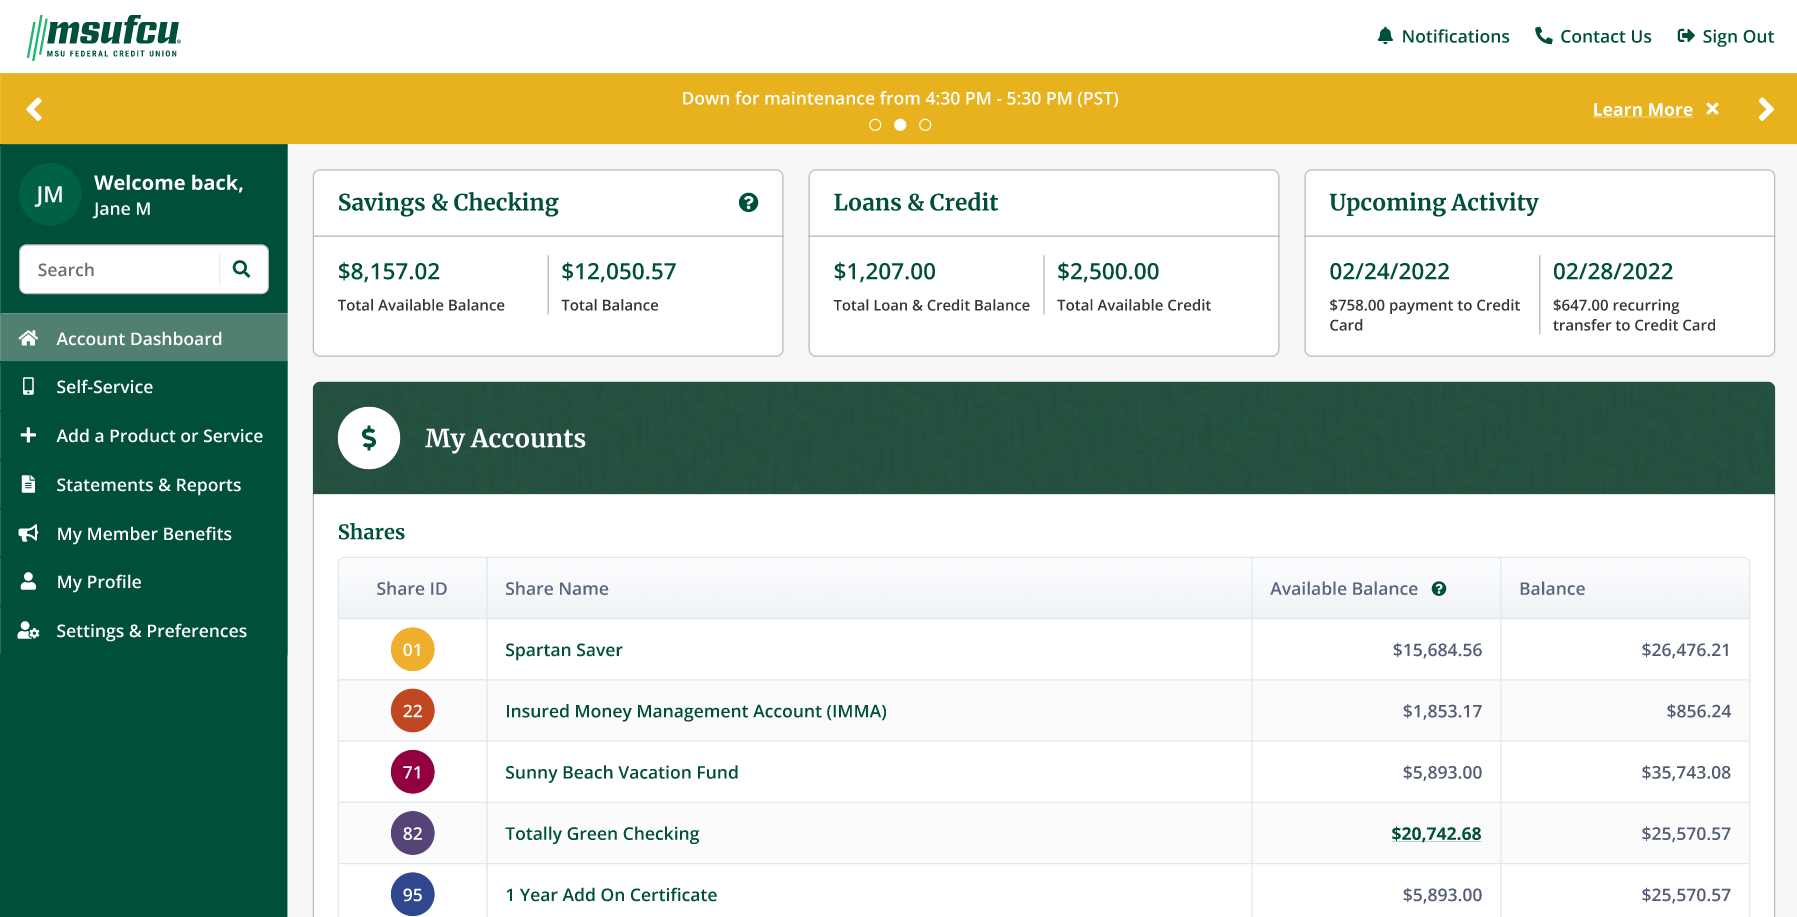 msufcu®
MSU FEDERAL CREDIT UNION
Notifications
Contact Us
Sign Out
Down for maintenance from 4:30 PM - 5:30 PM (PST)
Learn More
JM
Welcome back,
Jane M
Search
Account Dashboard
Self-Service
Add a Product or Service
Statements & Reports
My Member Benefits
My Profile
Settings & Preferences
Savings & Checking
?
$8,157.02
Total Available Balance
$12,050.57
Total Balance
Loans & Credit
$1,207.00
Total Loan & Credit Balance
$2,500.00
Total Available Credit
Upcoming Activity
02/24/2022
$758.00 payment to Credit
Card
02/28/2022
$647.00 recurring
transfer to Credit Card
$
My Accounts
Shares
Share ID Share Name Available Balance ? Balance
01 Spartan Saver $15,684.56 $26,476.21
22 Insured Money Management Account (IMMA) $1,853.17 $856.24
71 Sunny Beach Vacation Fund $5,893.00 $35,743.08
82 Totally Green Checking $20,742.68 $25,570.57
95 1 Year Add On Certificate $5,893.00 $25,570.57